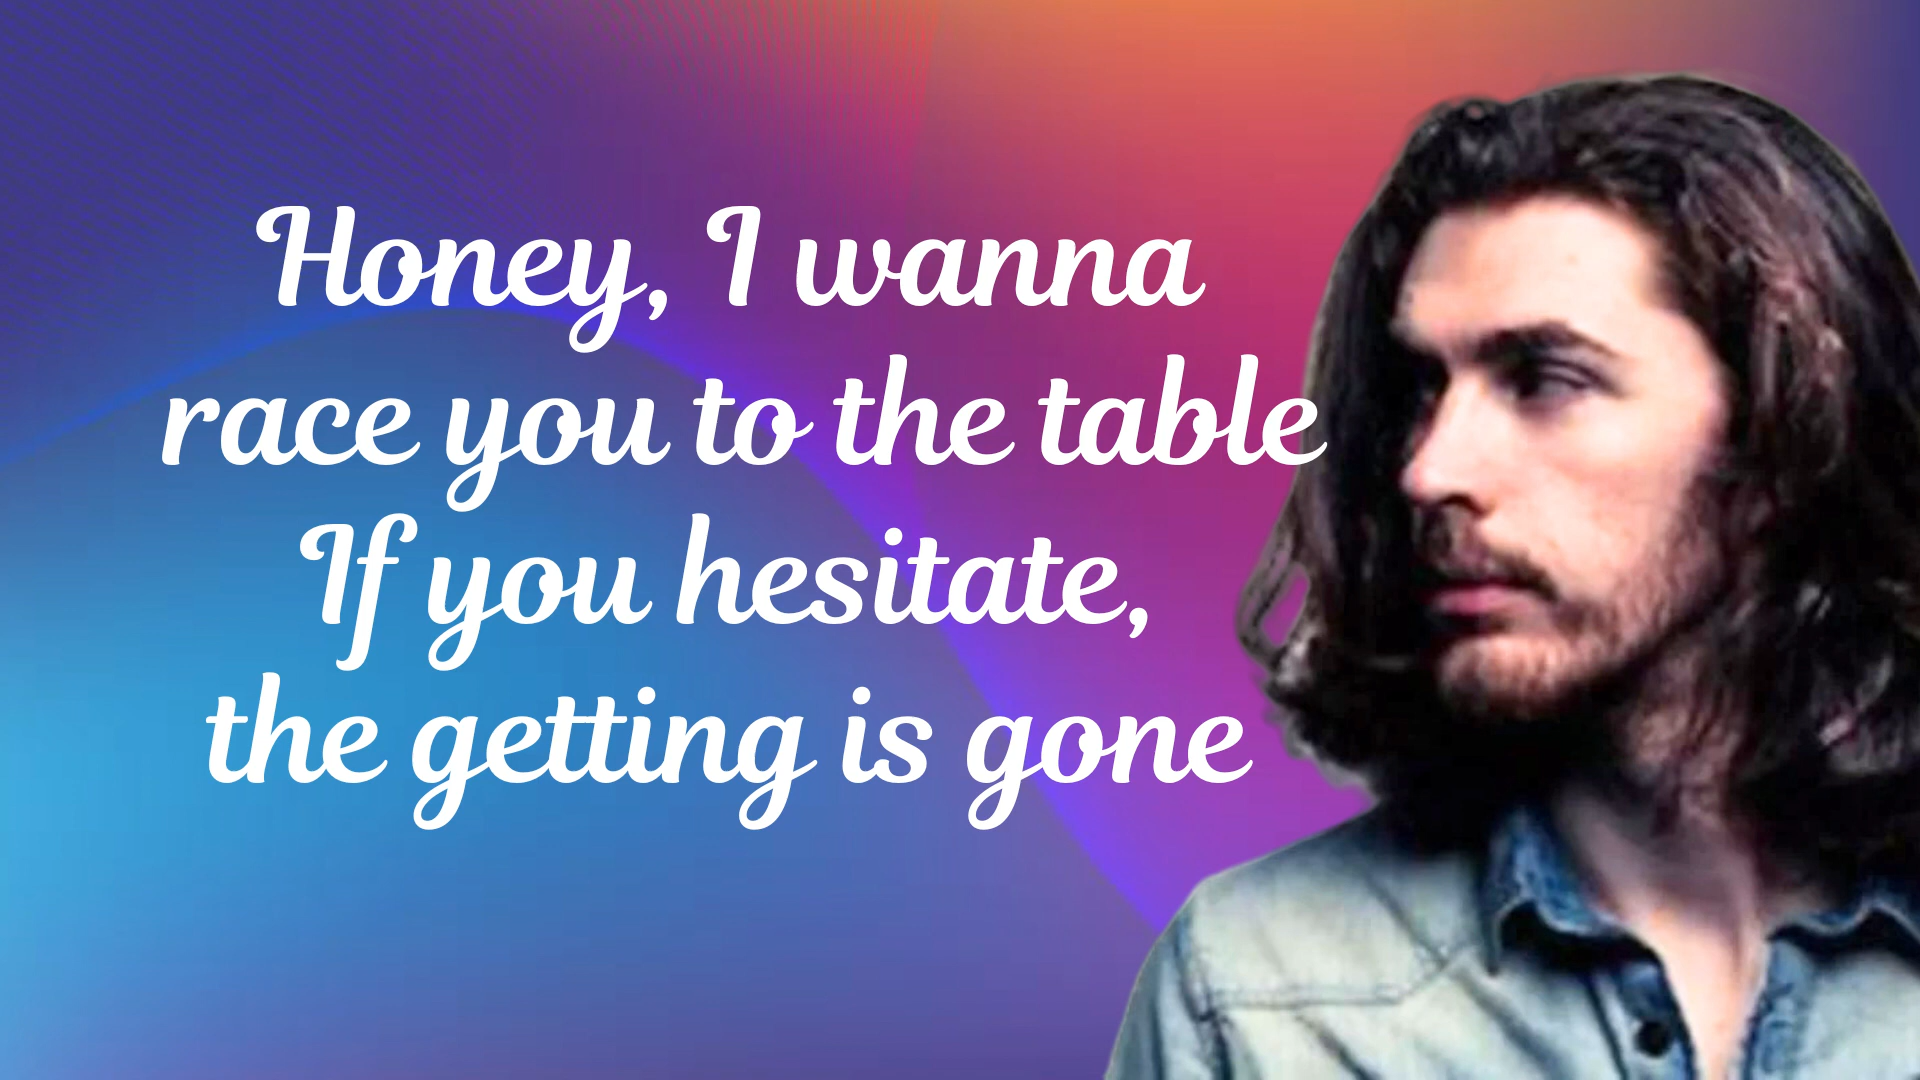 Honey, I wanna
race you to the table
If you hesitate,
the getting is gone